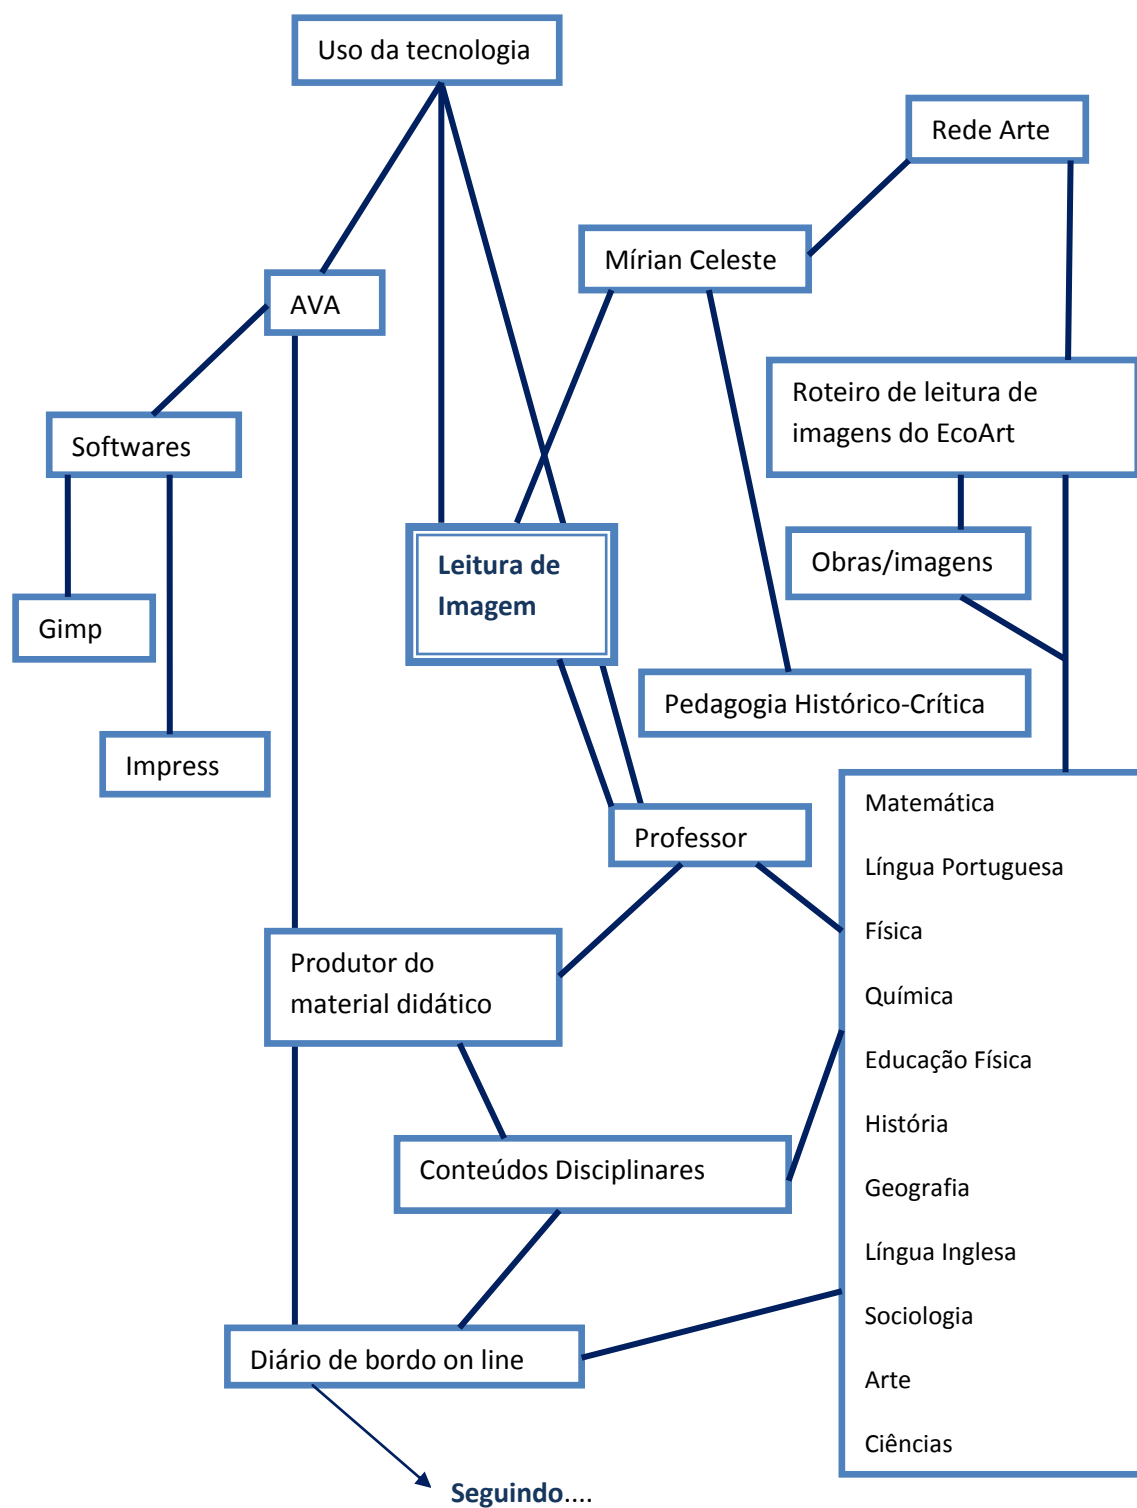 Uso da tecnologia
Rede Arte
Mírian Celeste
AVA
Roteiro de leitura de
imagens do EcoArt
Softwares
Obras/imagens
Leitura de
Imagem
Gimp
Pedagogia Histórico-Crítica
Impress
Professor
Matemática
Língua Portuguesa
Física
Química
Educação Física
História
Geografia
Língua Inglesa
Sociologia
Arte
Ciências
Produtor do
material didático
Conteúdos Disciplinares
Diário de bordo on line
Seguindo....